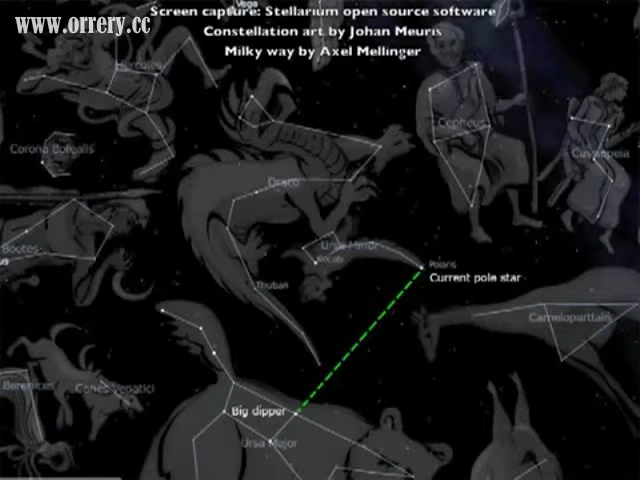 Vega
Screen capture: Stellarium open source software
www.orrery.cc
Constellation art by Johan Meuris
Milky way by Axel Mellinger
Hercules
Cepheus
Corona Borealis
Cassiopeia
Draco
Ursa Minor
Bootes
Kocab
Polaris
Current pole star
Thuban
Camelopardalis
Berenices
Canes Venatici
Big dipper
Ursa Major